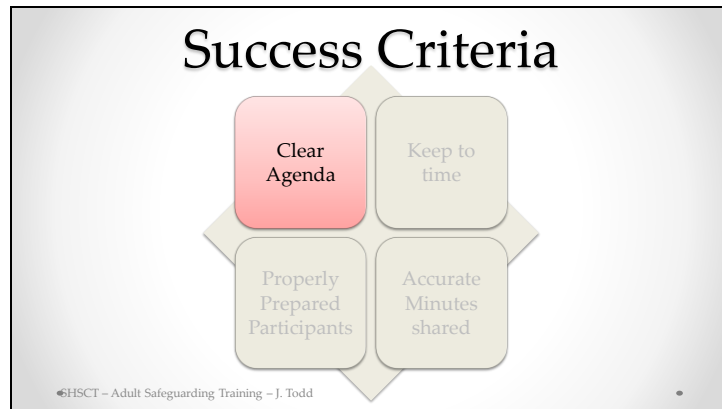 Success Criteria
Clear
Agenda
Keep to
time
Properly
Prepared
Participants
Accurate
Minutes
shared
SHSCT – Adult Safeguarding Training – J. Todd